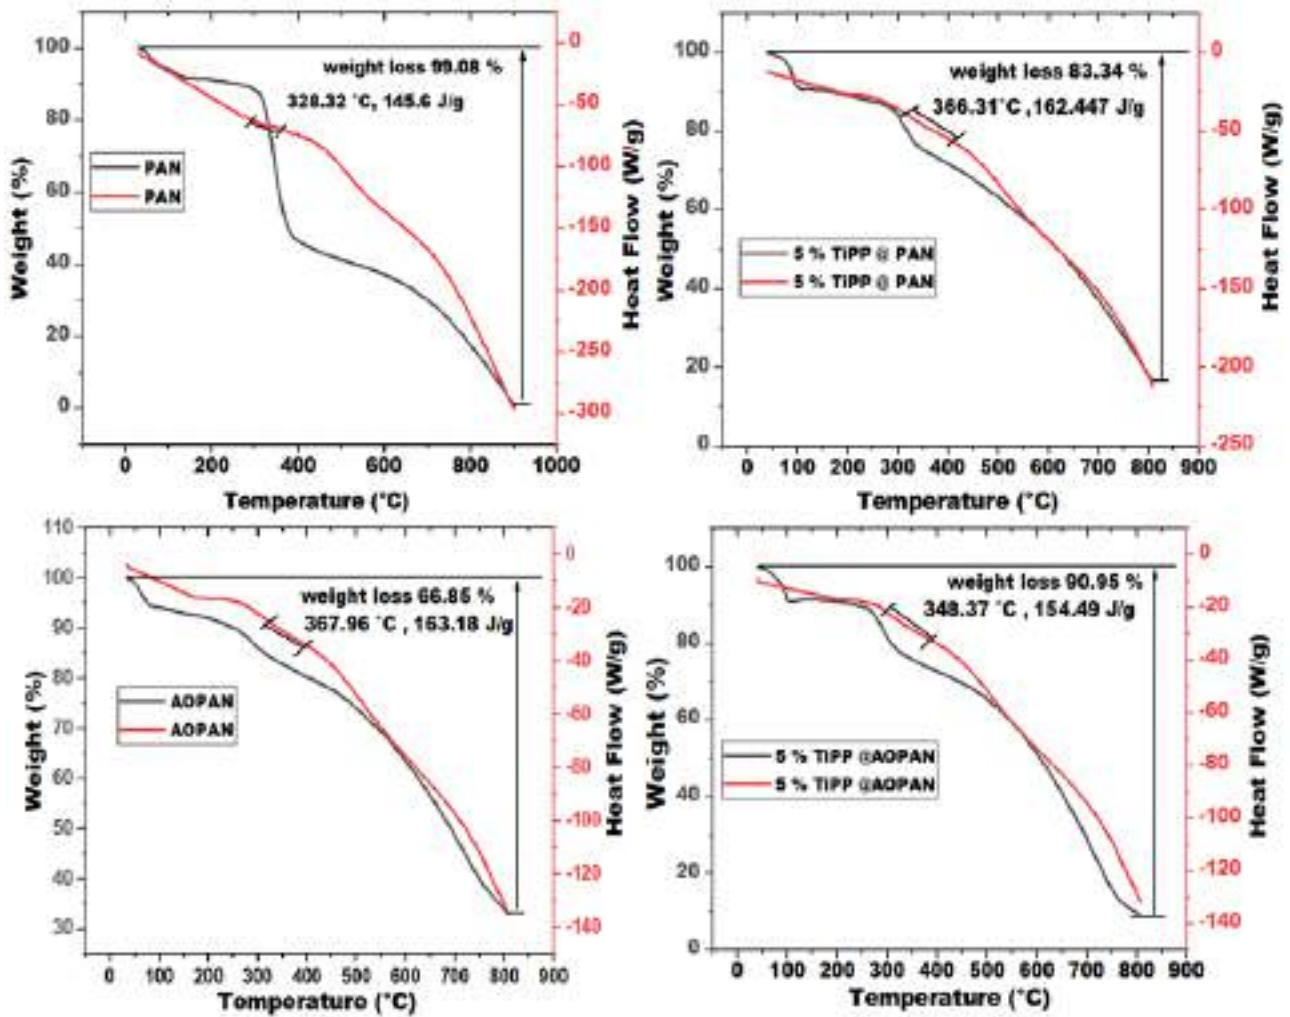 100
80
60
40
20
0
Weight (%)
weight loss 99.08 %
328.32 °C, 145.6 J/g
PAN
PAN
0
-50
-100
-150
-200
-250
-300
Heat Flow (W/g)
0 200 400 600 800 1000
Temperature (°C)
100
80
60
40
20
0
Weight (%)
weight loss 83.34 %
366.31°C ,162.447 J/g
5 % TiPP @ PAN
5 % TiPP @ PAN
0
-50
-100
-150
-200
-250
Heat Flow (W/g)
0 100 200 300 400 500 600 700 800 900
Temperature (°C)
110
100
90
80
70
60
50
40
30
Weight (%)
weight loss 66.85 %
367.96 °C , 163.18 J/g
AOPAN
AOPAN
0
-20
-40
-60
-80
-100
-120
-140
Heat Flow (W/g)
0 100 200 300 400 500 600 700 800 900
Temperature (°C)
100
80
60
40
20
0
Weight (%)
weight loss 90.95 %
348.37 °C , 154.49 J/g
5 % TIPP @AOPAN
5 % TIPP @AOPAN
0
-20
-40
-60
-80
-100
-120
-140
Heat Flow (W/g)
0 100 200 300 400 500 600 700 800 900
Temperature (°C)